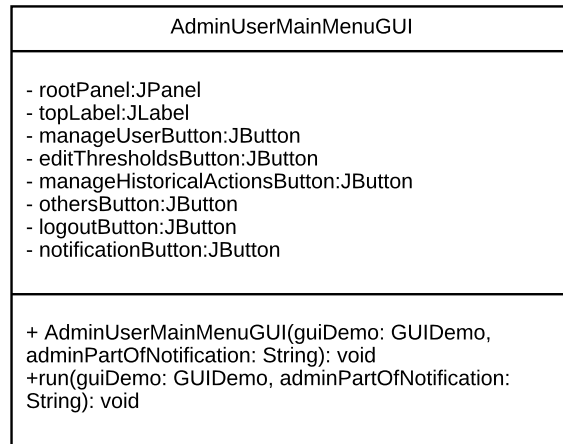 AdminUserMainMenuGUI
- rootPanel:JPanel
- topLabel:JLabel
- manageUserButton:JButton
- editThresholdsButton:JButton
- manageHistoricalActionsButton:JButton
- othersButton:JButton
- logoutButton:JButton
- notificationButton:JButton
+ AdminUserMainMenuGUI(guiDemo: GUIDemo,
adminPartOfNotification: String): void
+run(guiDemo: GUIDemo, adminPartOfNotification:
String): void